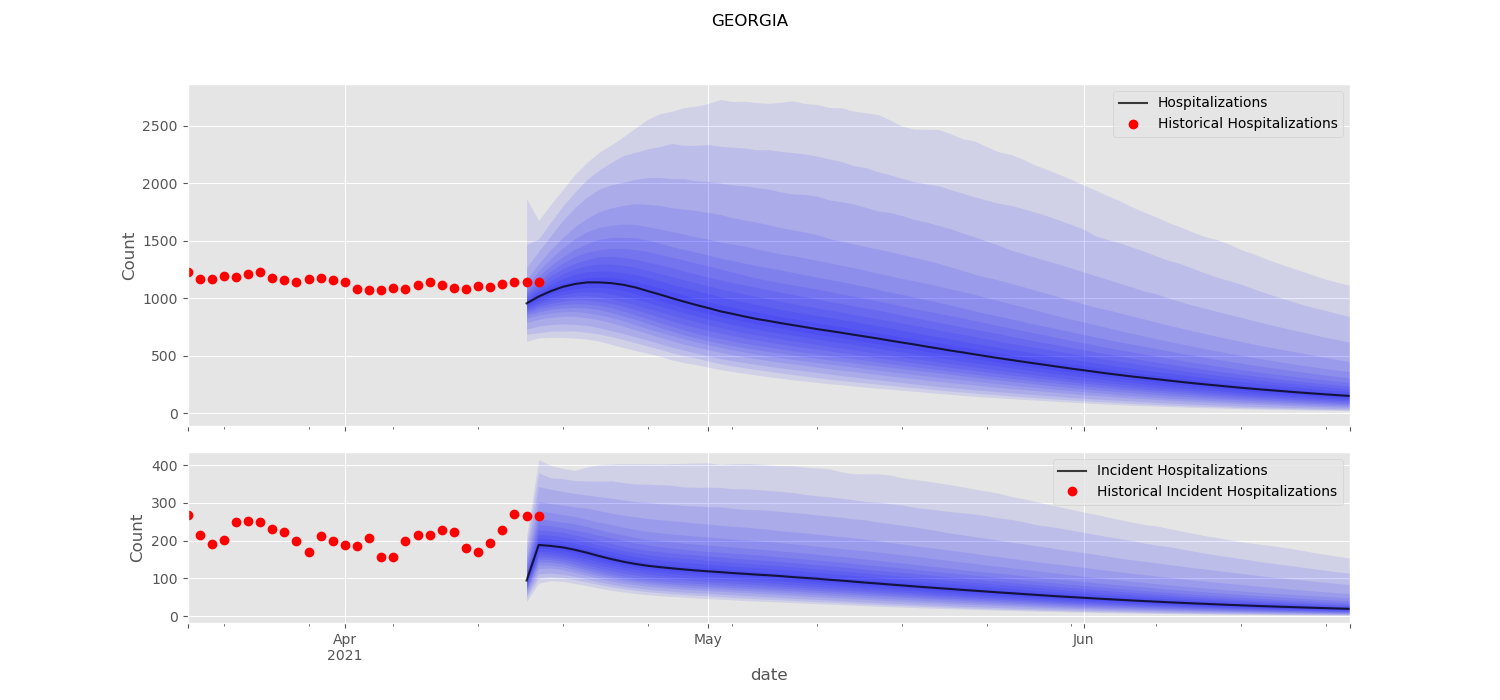 GEORGIA
Hospitalizations
Historical Hospitalizations
2500
2000
1500
1000
500
0
Count
Incident Hospitalizations
Historical Incident Hospitalizations
400
300
200
100
0
Count
Apr
2021
May
Jun
date